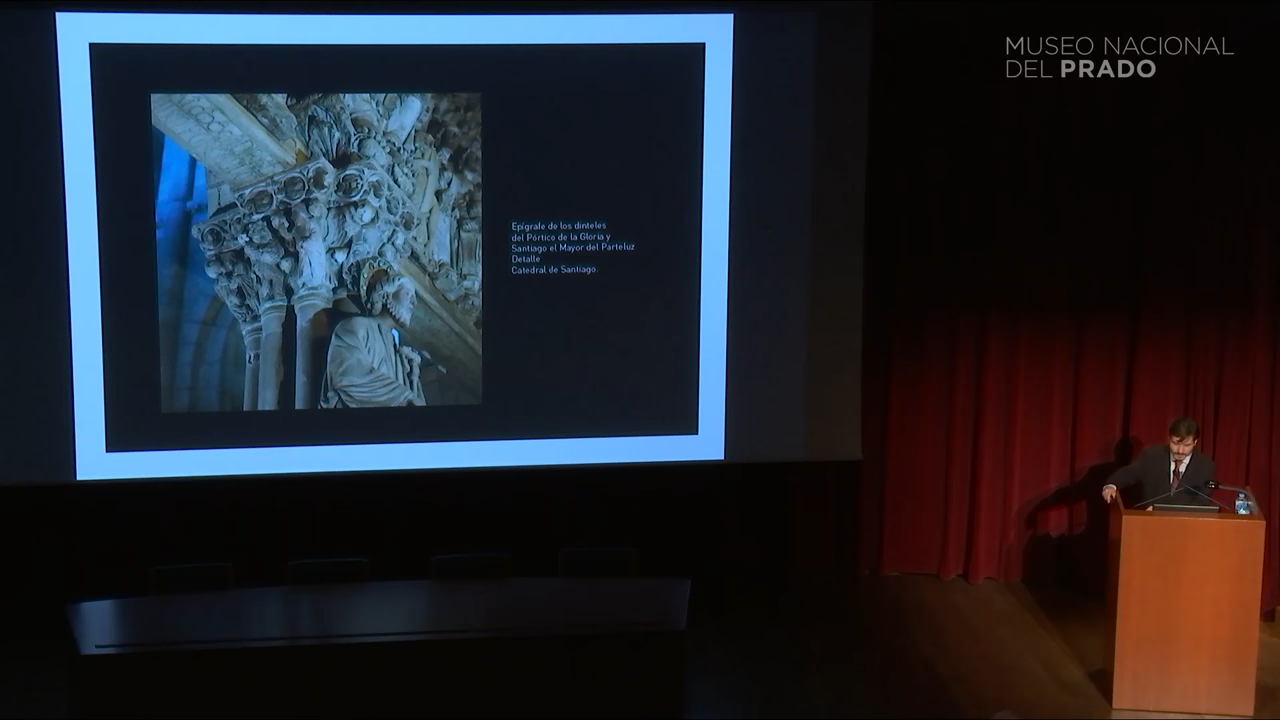 MUSEO NACIONAL
DEL PRADO
Epígrafe de los dinteles
del Pórtico de la Gloria y
Santiago el Mayor del Parteluz
Detalle
Catedral de Santiago.